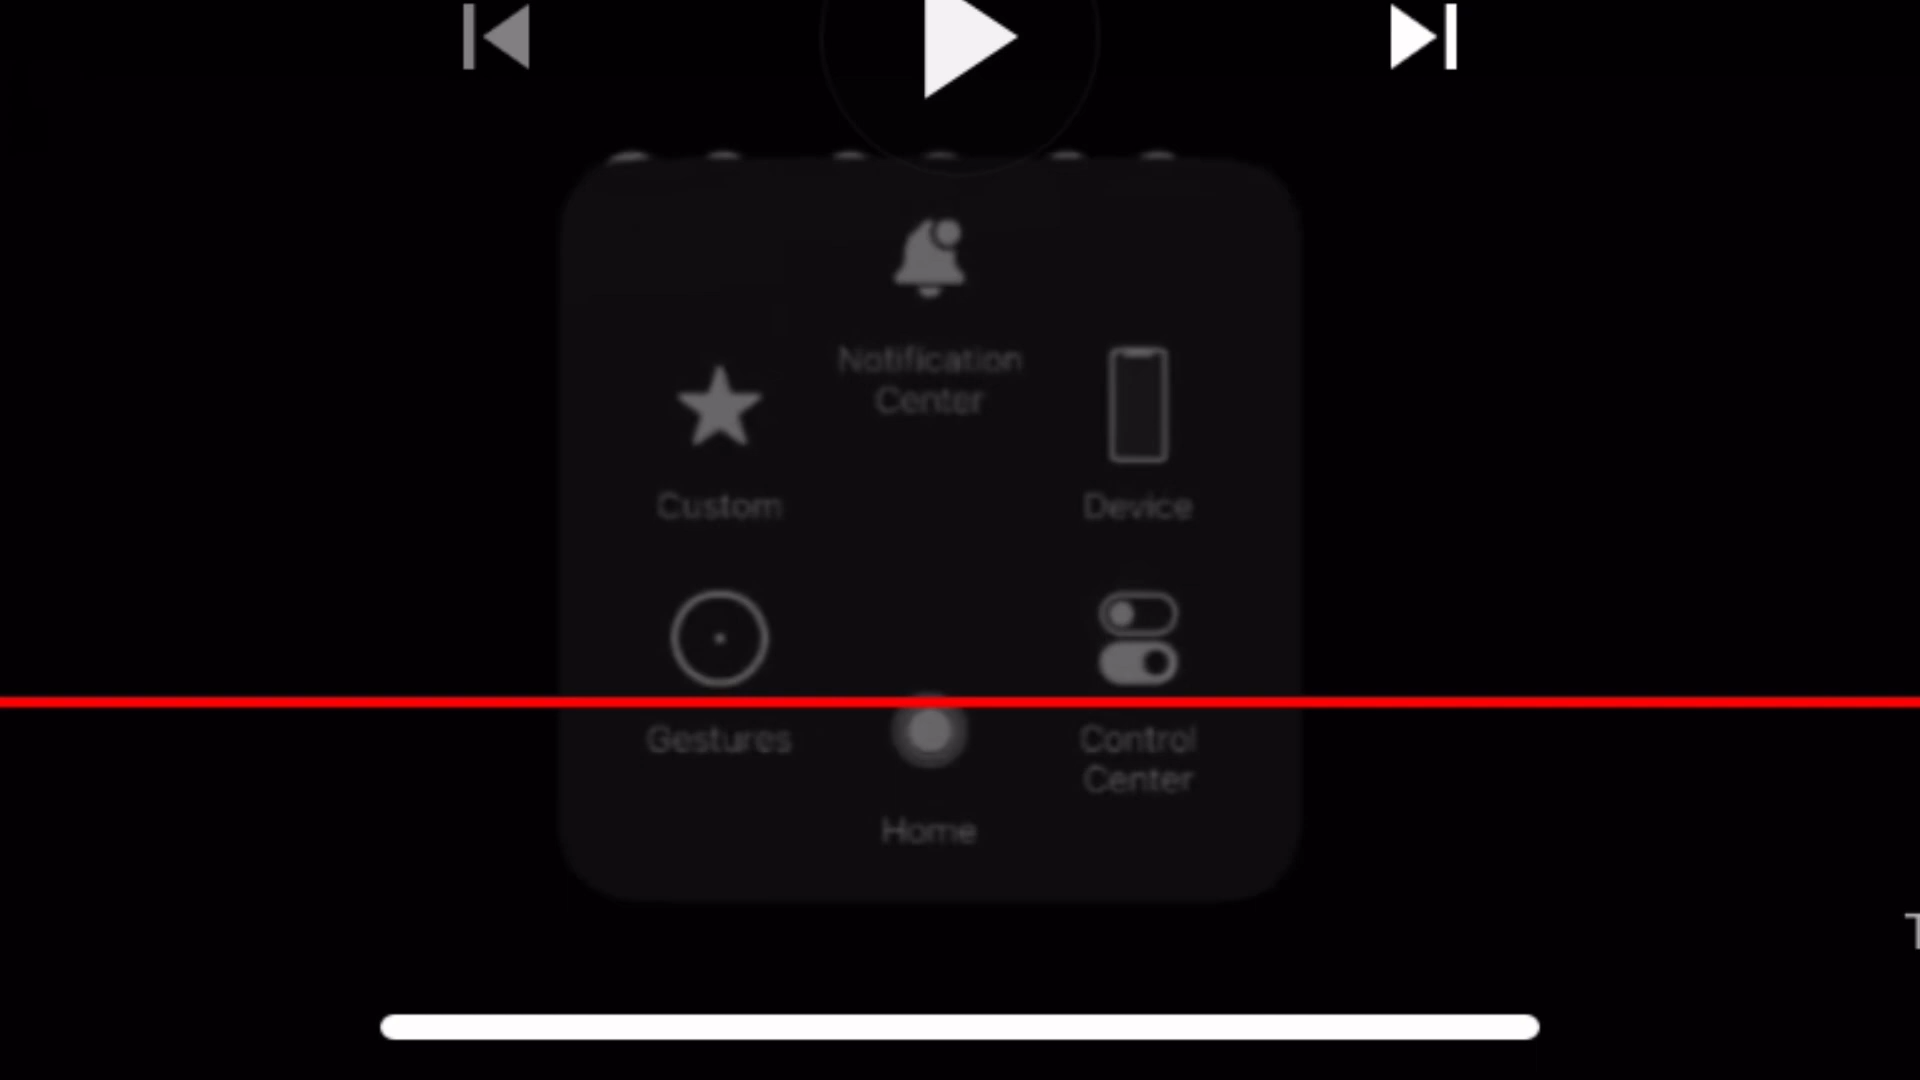 Notification
Center
Custom
Device
Gestures
Control
Center
Home
T